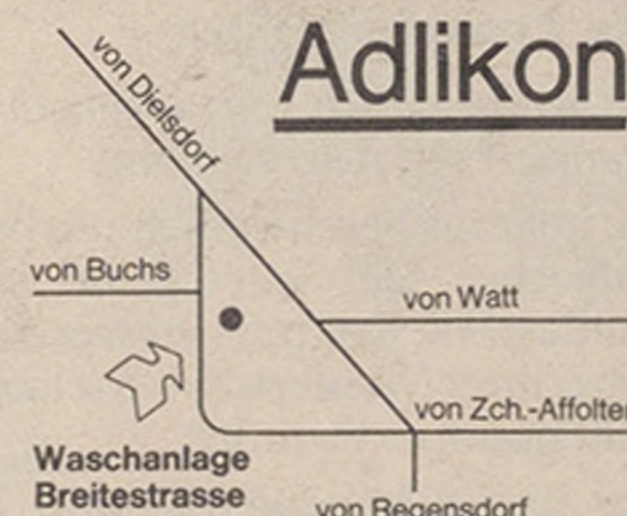 Adlikon
von Dielsdorf
von Buchs
von Watt
von Zch.-Affolter
Waschanlage
Breitestrasse
von Regensdorf